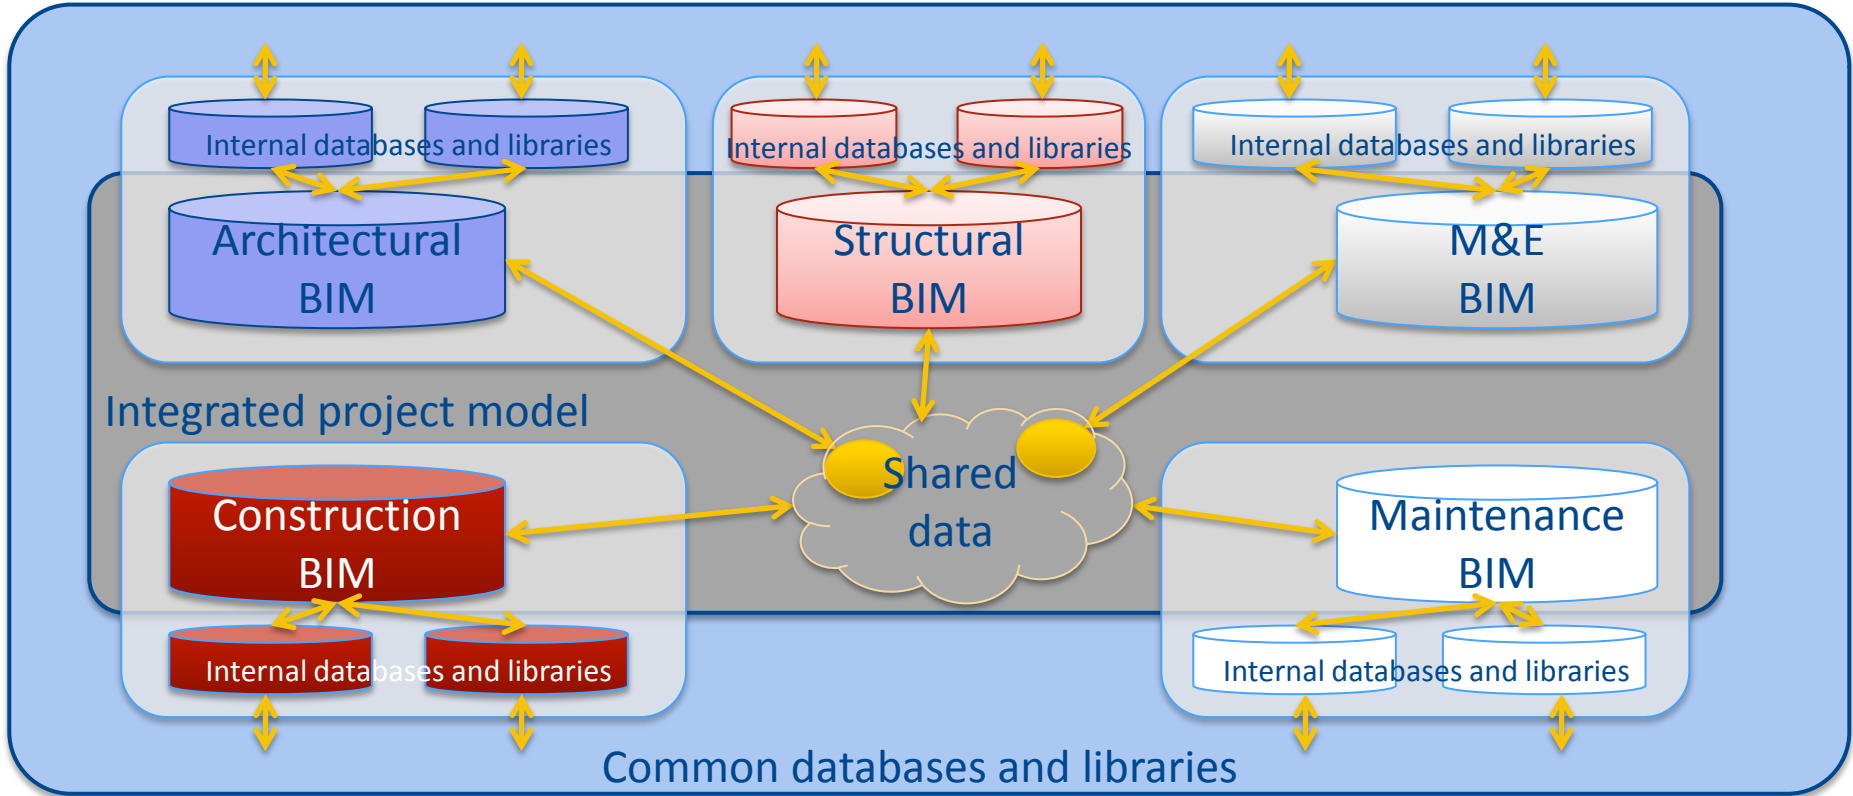 Internal databases and libraries
Internal databases and libraries
Internal databases and libraries
Architectural
BIM
Structural
BIM
M&E
BIM
Integrated project model
Shared
data
Construction
BIM
Maintenance
BIM
Internal databases and libraries
Internal databases and libraries
Common databases and libraries